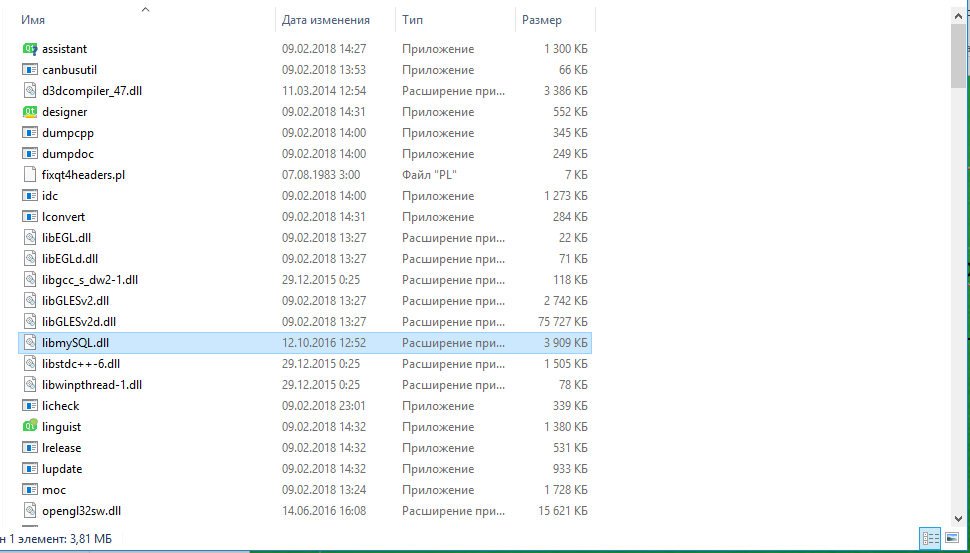 Имя Дата изменения Тип Размер
assistant 09.02.2018 14:27 Приложение 1 300 КБ
canbusutil 09.02.2018 13:53 Приложение 66 КБ
d3dcompiler_47.dll 11.03.2014 12:54 Расширение при... 3 386 КБ
designer 09.02.2018 14:31 Приложение 552 КБ
dumpcpp 09.02.2018 14:00 Приложение 345 КБ
dumpdoc 09.02.2018 14:00 Приложение 249 КБ
fixqt4headers.pl 07.08.1983 3:00 Файл "PL" 7 КБ
idc 09.02.2018 14:00 Приложение 1 273 КБ
lconvert 09.02.2018 14:31 Приложение 284 КБ
libEGL.dll 09.02.2018 13:27 Расширение при... 22 КБ
libEGLd.dll 09.02.2018 13:27 Расширение при... 71 КБ
libgcc_s_dw2-1.dll 29.12.2015 0:25 Расширение при... 118 КБ
libGLESv2.dll 09.02.2018 13:27 Расширение при... 2 742 КБ
libGLESv2d.dll 09.02.2018 13:27 Расширение при... 75 727 КБ
libmySQL.dll 12.10.2016 12:52 Расширение при... 3 909 КБ
libstdc++-6.dll 29.12.2015 0:25 Расширение при... 1 505 КБ
libwinpthread-1.dll 29.12.2015 0:25 Расширение при... 78 КБ
licheck 09.02.2018 23:01 Приложение 339 КБ
linguist 09.02.2018 14:32 Приложение 1 380 КБ
lrelease 09.02.2018 14:32 Приложение 531 КБ
lupdate 09.02.2018 14:32 Приложение 933 КБ
moc 09.02.2018 13:24 Приложение 1 728 КБ
opengl32sw.dll 14.06.2016 16:08 Расширение при... 15 621 КБ
н 1 элемент: 3,81 МБ